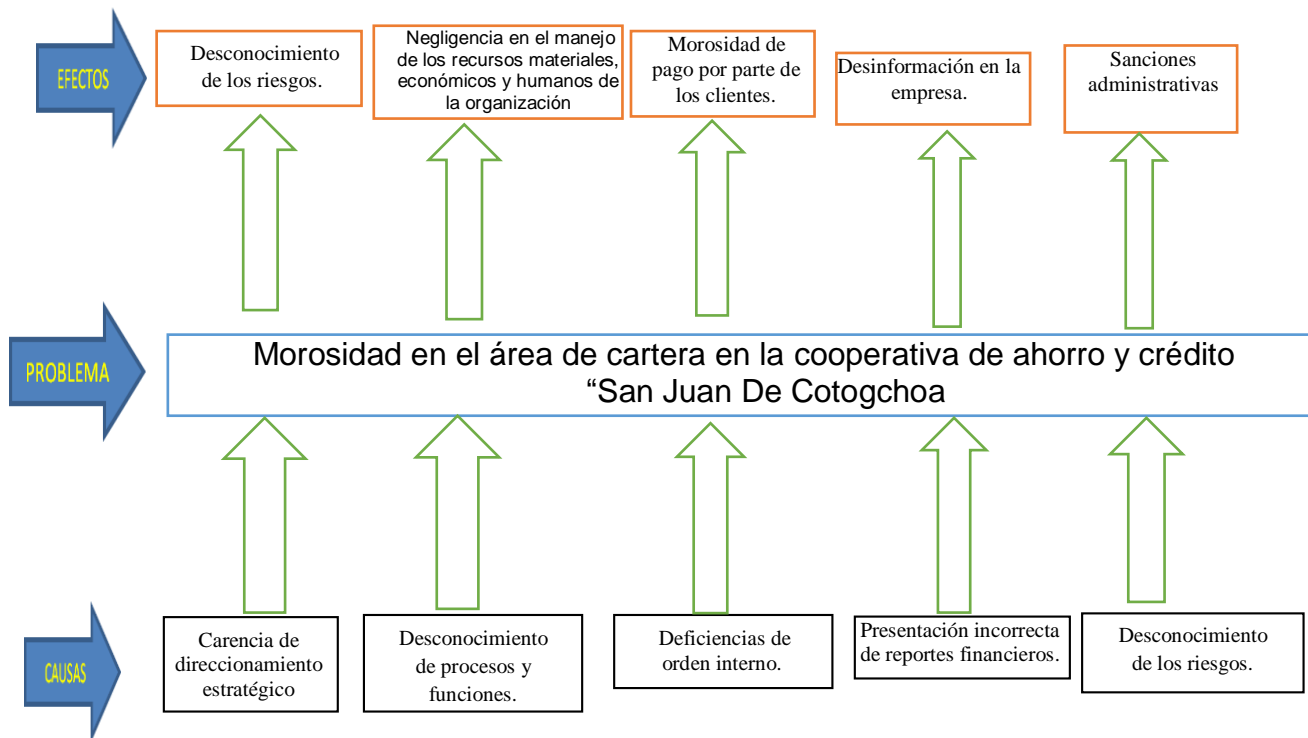 EFECTOS
Desconocimiento
de los riesgos.
Negligencia en el manejo
de los recursos materiales,
económicos y humanos de
la organización
Morosidad de
pago por parte de
los clientes.
Desinformación en la
empresa.
Sanciones
administrativas
PROBLEMA
Morosidad en el área de cartera en la cooperativa de ahorro y crédito
“San Juan De Cotogchoa
CAUSAS
Carencia de
direccionamiento
estratégico
Desconocimiento
de procesos y
funciones.
Deficiencias de
orden interno.
Presentación incorrecta
de reportes financieros.
Desconocimiento
de los riesgos.